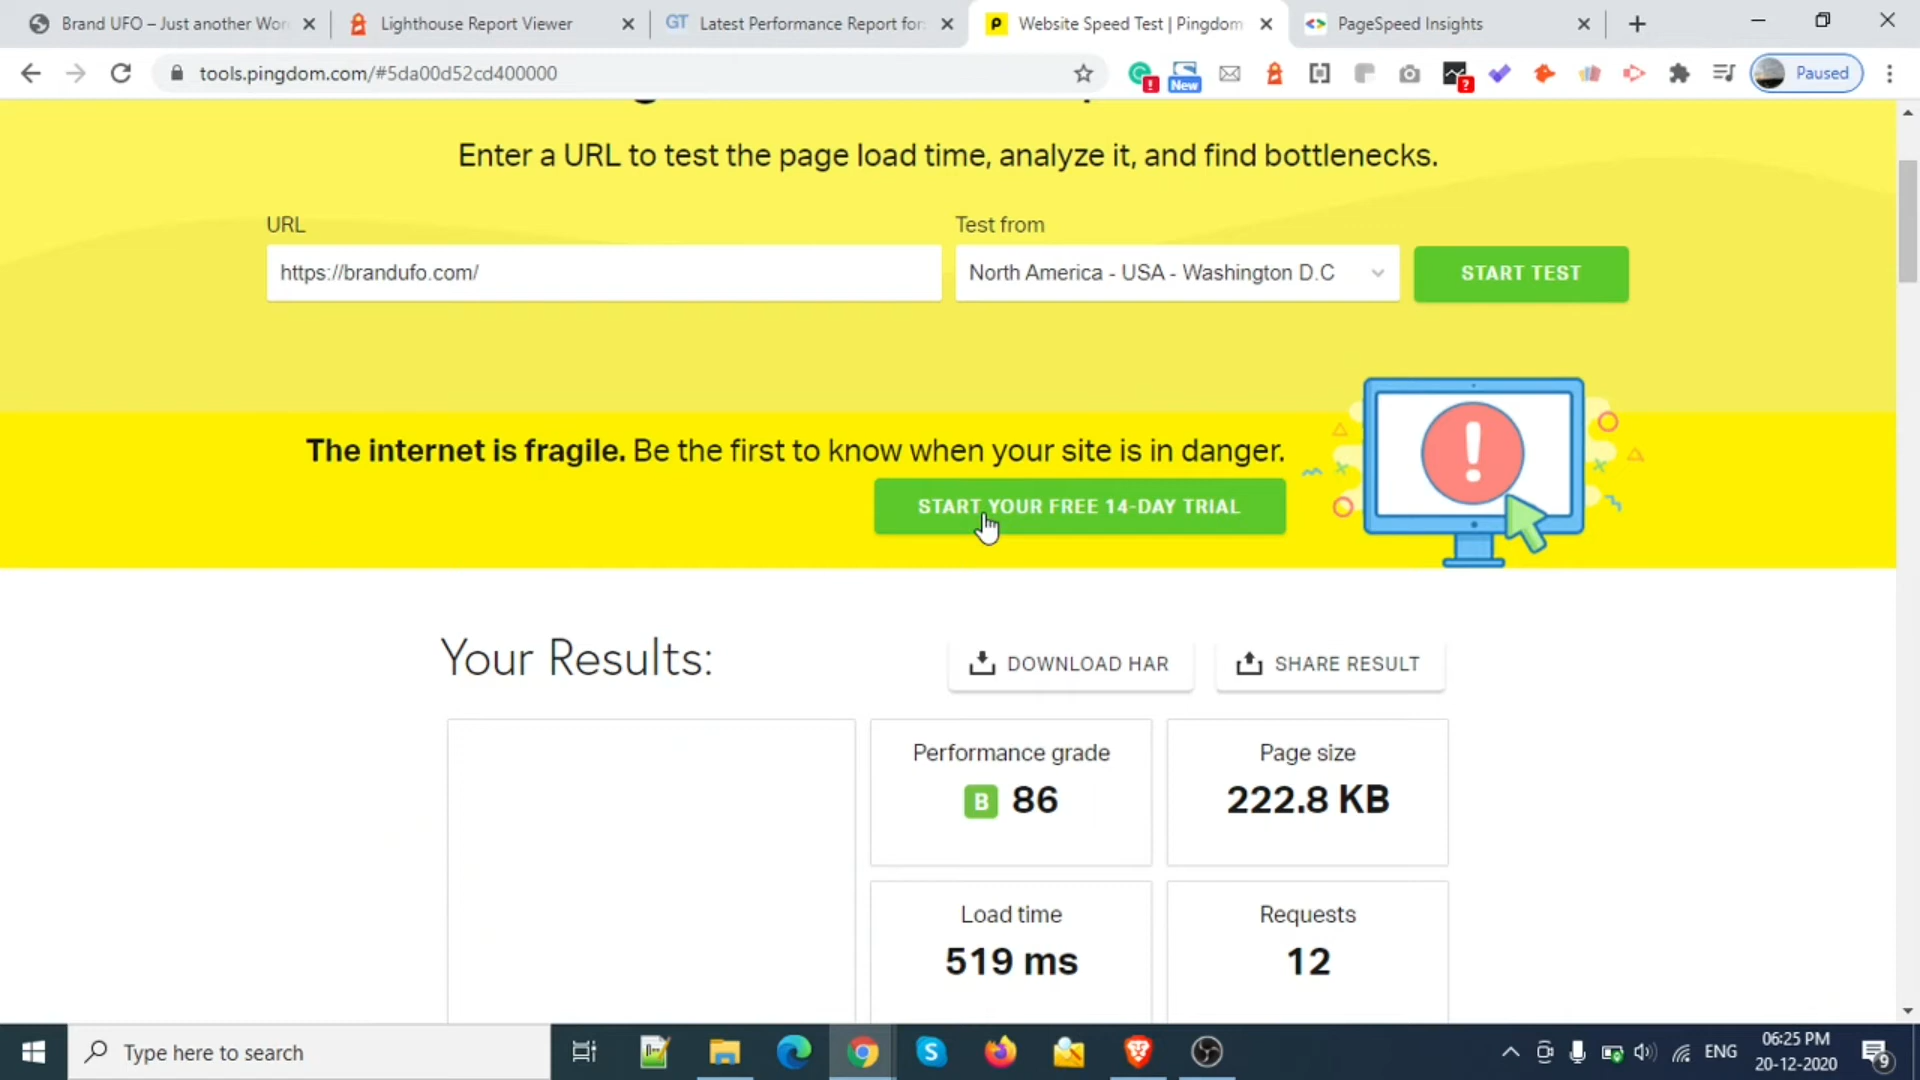 Brand UFO – Just another Wor
Lighthouse Report Viewer
GT Latest Performance Report for:
Website Speed Test | Pingdom
PageSpeed Insights
tools.pingdom.com/#5da00d52cd400000
New
Paused
Enter a URL to test the page load time, analyze it, and find bottlenecks.
URL
Test from
https://brandufo.com/
North America - USA - Washington D.C
START TEST
The internet is fragile. Be the first to know when your site is in danger.
START YOUR FREE 14-DAY TRIAL
Your Results:
DOWNLOAD HAR
SHARE RESULT
Performance grade
B 86
Page size
222.8 KB
Load time
519 ms
Requests
12
Type here to search
ENG
06:25 PM
20-12-2020
9